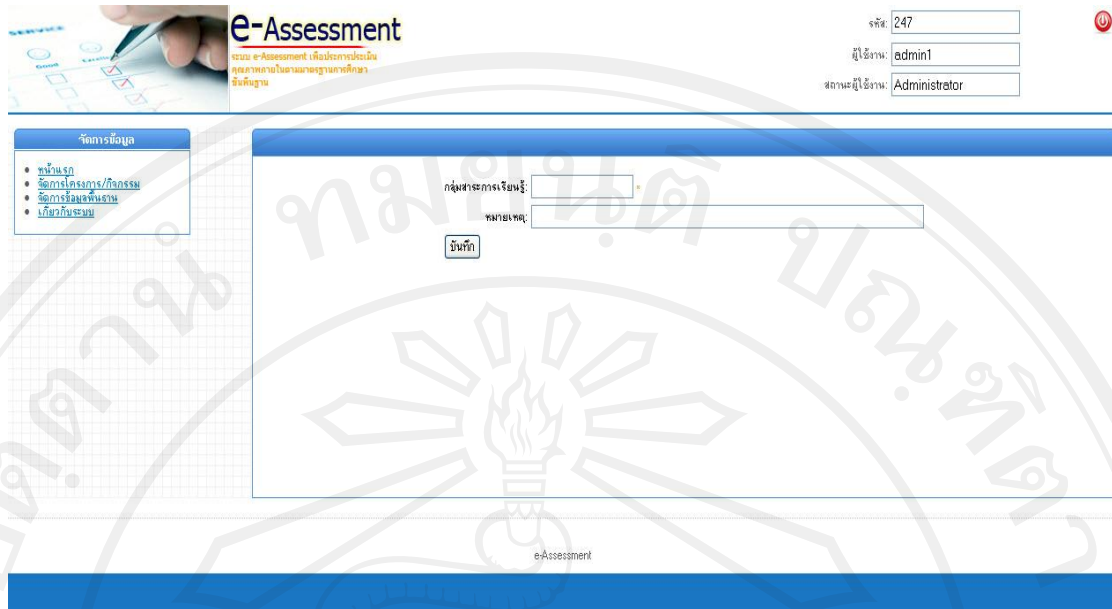 SERVICE
Good
e-Assessment
ระบบ e-Assessment เพื่อประกันประเมิน
คุณภาพภายในตามมาตรฐานการศึกษา
ขั้นพื้นฐาน
รหัส: 247
ผู้ใช้งาน: admin1
สถานะผู้ใช้งาน: Administrator
จัดการข้อมูล
หน้าแรก
จัดการโครงการ/กิจกรรม
จัดการข้อมูลพื้นฐาน
เกี่ยวกับระบบ
กลุ่มสาระการเรียนรู้: *
หมายเหตุ:
บันทึก
e-Assessment